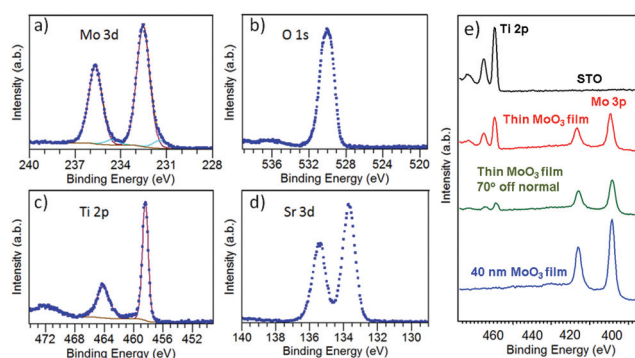 a)
Mo 3d
Intensity (a.b.)
240 237 234 231 228
Binding Energy (eV)
b)
O 1s
Intensity (a.b.)
536 532 528 524 520
Binding Energy (eV)
c)
Ti 2p
Intensity (a.b.)
472 468 464 460 456 452
Binding Energy (eV)
d)
Sr 3d
Intensity (a.b.)
140 138 135 133 130
Binding Energy (eV)
e)
Ti 2p
STO
Mo 3p
Thin MoO₃ film
Thin MoO₃ film
70° off normal
40 nm MoO₃ film
Intensity (a.b.)
460 440 420 400
Binding Energy (eV)